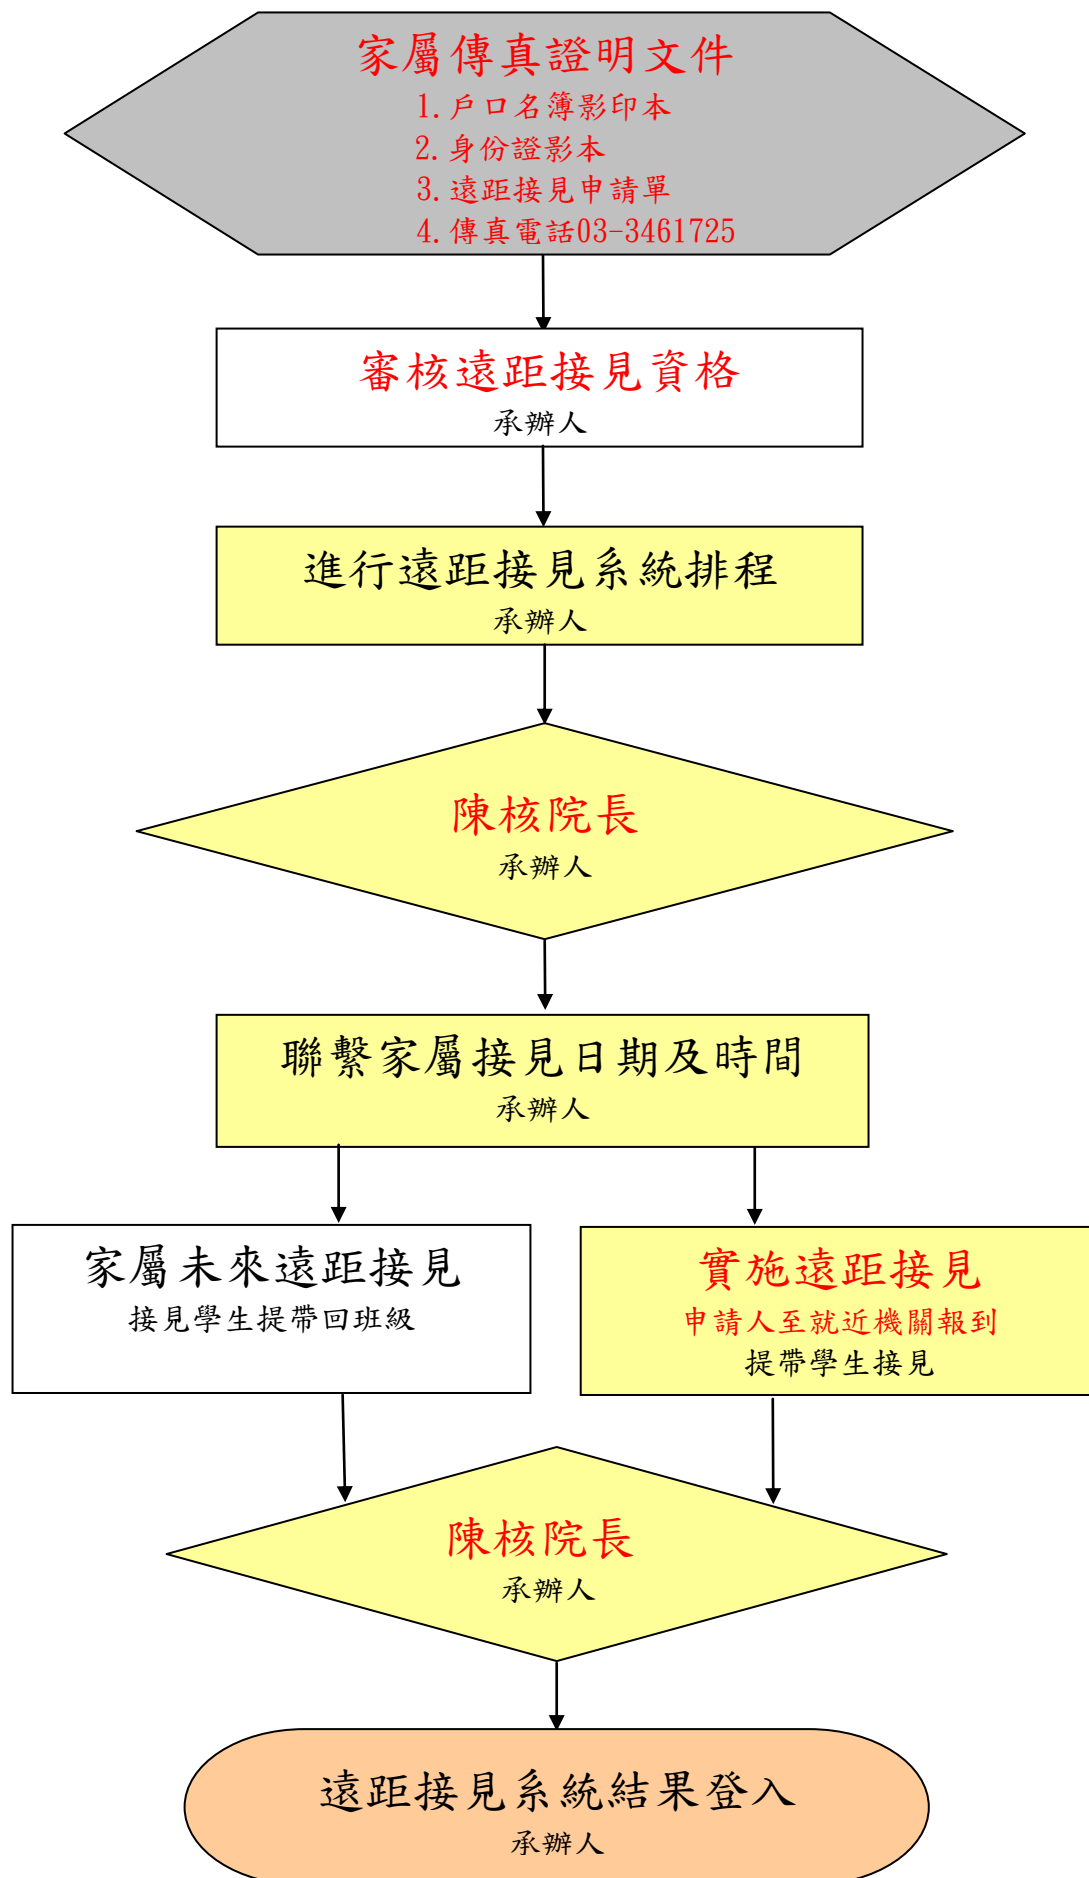 家屬傳真證明文件
1.戶口名簿影印本
2.身份證影本
3.遠距接見申請單
4.傳真電話03-3461725
審核遠距接見資格
承辦人
進行遠距接見系統排程
承辦人
陳核院長
承辦人
聯繫家屬接見日期及時間
承辦人
家屬未來遠距接見
接見學生提帶回班級
實施遠距接見
申請人至就近機關報到
提帶學生接見
陳核院長
承辦人
遠距接見系統結果登入
承辦人